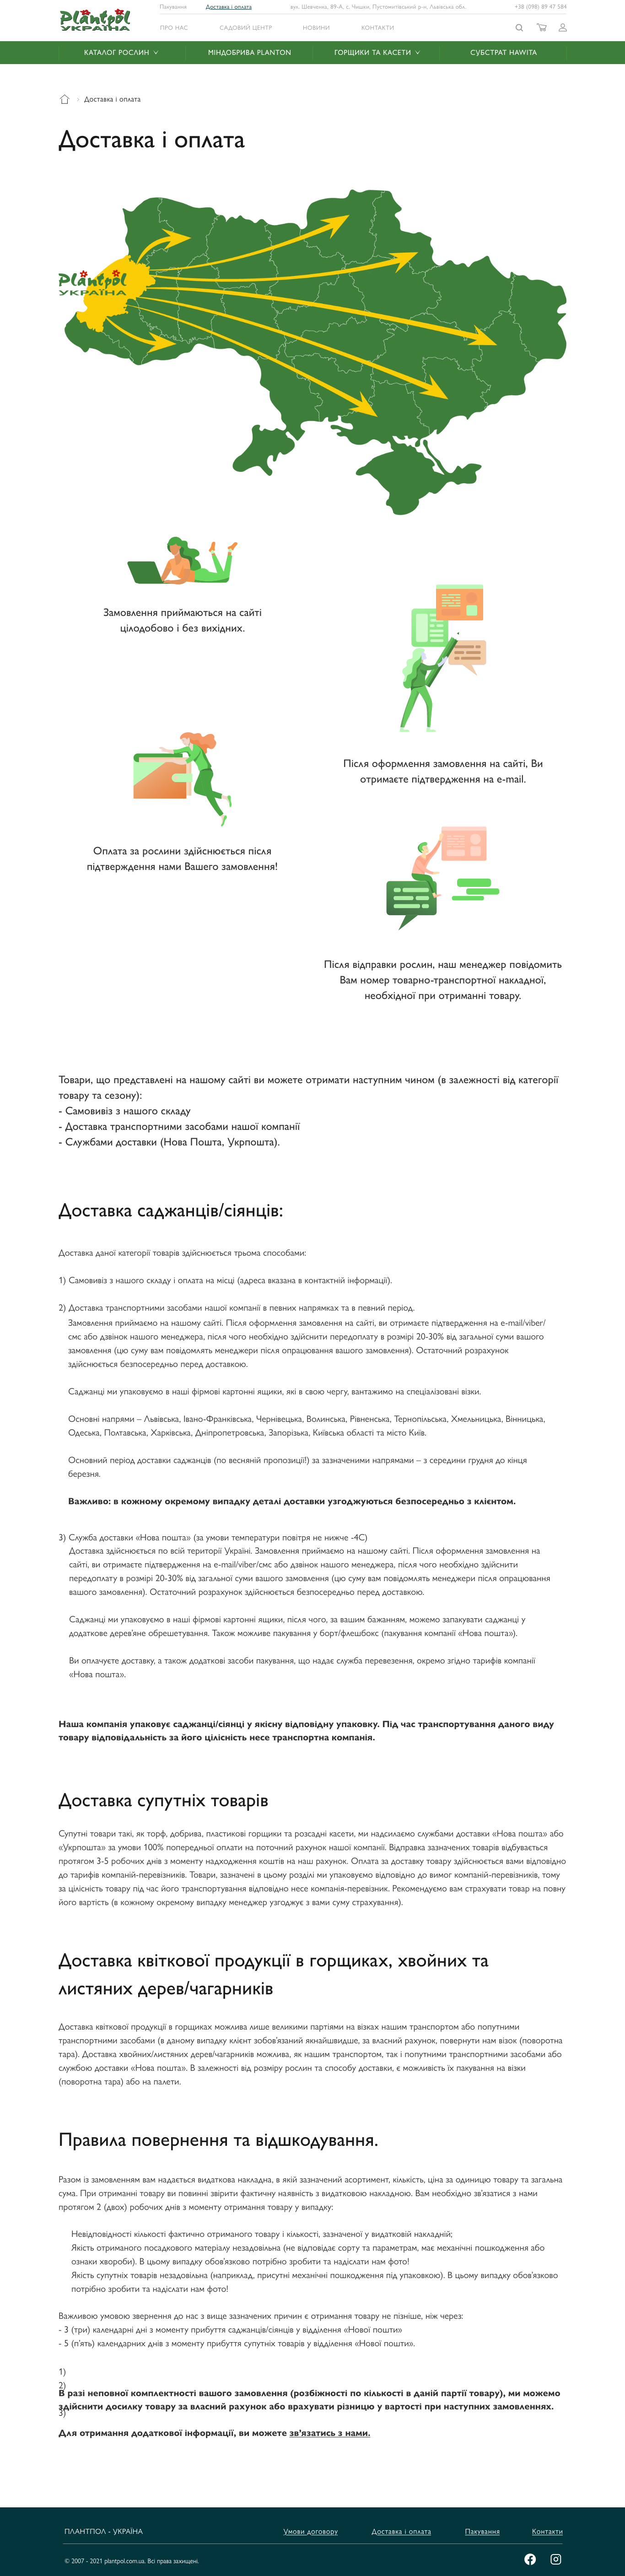 Plantpol
УКРАЇНА
Пакування
Доставка і оплата
вул. Шевченка, 89-А, с. Чишки, Пустомитівський р-н, Львівська обл.
+38 (098) 89 47 584
ПРО НАС
САДОВИЙ ЦЕНТР
НОВИНИ
КОНТАКТИ
КАТАЛОГ РОСЛИН
МІНДОБРИВА PLANTON
ГОРЩИКИ ТА КАСЕТИ
СУБСТРАТ HAWITA
Доставка і оплата
Доставка і оплата
Plantpol
УКРАЇНА
Замовлення приймаються на сайті
цілодобово і без вихідних.
Після оформлення замовлення на сайті, Ви
отримаєте підтвердження на e-mail.
Оплата за рослини здійснюється після
підтвердження нами Вашего замовлення!
Після відправки рослин, наш менеджер повідомить
Вам номер товарно-транспортної накладної,
необхідної при отриманні товару.
Товари, що представлені на нашому сайті ви можете отримати наступним чином (в залежності від категорії
товару та сезону):
- Самовивіз з нашого складу
- Доставка транспортними засобами нашої компанії
- Службами доставки (Нова Пошта, Укрпошта).
Доставка саджанців/сіянців:
Доставка даної категорії товарів здійснюється трьома способами:
1) Самовивіз з нашого складу і оплата на місці (адреса вказана в контактній інформації).
2) Доставка транспортними засобами нашої компанії в певних напрямках та в певний період.
Замовлення приймаємо на нашому сайті. Після оформлення замовлення на сайті, ви отримаєте підтвердження на e-mail/viber/
смс або дзвінок нашого менеджера, після чого необхідно здійснити передоплату в розмірі 20-30% від загальної суми вашого
замовлення (цю суму вам повідомлять менеджери після опрацювання вашого замовлення). Остаточний розрахунок
здійснюється безпосередньо перед доставкою.
Саджанці ми упаковуємо в наші фірмові картонні ящики, які в свою чергу, вантажимо на спеціалізовані візки.
Основні напрями – Львівська, Івано-Франківська, Чернівецька, Волинська, Рівненська, Тернопільська, Хмельницька, Вінницька,
Одеська, Полтавська, Харківська, Дніпропетровська, Запорізька, Київська області та місто Київ.
Основний період доставки саджанців (по весняній пропозиції!) за зазначеними напрямами – з середини грудня до кінця
березня.
Важливо: в кожному окремому випадку деталі доставки узгоджуються безпосередньо з клієнтом.
3) Служба доставки «Нова пошта» (за умови температури повітря не нижче -4С)
Доставка здійснюється по всій території Україні. Замовлення приймаємо на нашому сайті. Після оформлення замовлення на
сайті, ви отримаєте підтвердження на e-mail/viber/смс або дзвінок нашого менеджера, після чого необхідно здійснити
передоплату в розмірі 20-30% від загальної суми вашого замовлення (цю суму вам повідомлять менеджери після опрацювання
вашого замовлення). Остаточний розрахунок здійснюється безпосередньо перед доставкою.
Саджанці ми упаковуємо в наші фірмові картонні ящики, після чого, за вашим бажанням, можемо запакувати саджанці у
додаткове дерев'яне обрешетування. Також можливе пакування у борт/флешбокс (пакування компанії «Нова пошта»).
Ви оплачуєте доставку, а також додаткові засоби пакування, що надає служба перевезення, окремо згідно тарифів компанії
«Нова пошта».
Наша компанія упаковує саджанці/сіянці у якісну відповідну упаковку. Під час транспортування даного виду
товару відповідальність за його цілісність несе транспортна компанія.
Доставка супутніх товарів
Супутні товари такі, як торф, добрива, пластикові горщики та розсадні касети, ми надсилаємо службами доставки «Нова пошта» або
«Укрпошта» за умови 100% попередньої оплати на поточний рахунок нашої компанії. Відправка зазначених товарів відбувається
протягом 3-5 робочих днів з моменту надходження коштів на наш рахунок. Оплата за доставку товару здійснюється вами відповідно
до тарифів компаній-перевізників. Товари, зазначені в цьому розділі ми упаковуємо відповідно до вимог компаній-перевізників, тому
за цілісність товару під час його транспортування відповідно несе компанія-перевізник. Рекомендуємо вам страхувати товар на повну
його вартість (в кожному окремому випадку менеджер узгоджує з вами суму страхування).
Доставка квіткової продукції в горщиках, хвойних та
листяних дерев/чагарників
Доставка квіткової продукції в горщиках можлива лише великими партіями на візках нашим транспортом або попутними
транспортними засобами (в даному випадку клієнт зобов'язаний якнайшвидше, за власний рахунок, повернути нам візок (поворотна
тара). Доставка хвойних/листяних дерев/чагарників можлива, як нашим транспортом, так і попутними транспортними засобами або
службою доставки «Нова пошта». В залежності від розміру рослин та способу доставки, є можливість їх пакування на візки
(поворотна тара) або на палети.
Правила повернення та відшкодування.
Разом із замовленням вам надається видаткова накладна, в якій зазначений асортимент, кількість, ціна за одиницю товару та загальна
сума. При отриманні товару ви повинні звірити фактичну наявність з видатковою накладною. Вам необхідно зв'язатися з нами
протягом 2 (двох) робочих днів з моменту отримання товару у випадку:
Невідповідності кількості фактично отриманого товару і кількості, зазначеної у видатковій накладній;
Якість отриманого посадкового матеріалу незадовільна (не відповідає сорту та параметрам, має механічні пошкодження або
ознаки хвороби). В цьому випадку обов'язково потрібно зробити та надіслати нам фото!
Якість супутніх товарів незадовільна (наприклад, присутні механічні пошкодження під упаковкою). В цьому випадку обов'язково
потрібно зробити та надіслати нам фото!
Важливою умовою звернення до нас з вище зазначених причин є отримання товару не пізніше, ніж через:
- 3 (три) календарні дні з моменту прибуття саджанців/сіянців у відділення «Нової пошти»
- 5 (п'ять) календарних днів з моменту прибуття супутніх товарів у відділення «Нової пошти».
1)
2)
В разі неповної комплектності вашого замовлення (розбіжності по кількості в даній партії товару), ми можемо
здійснити досилку товару за власний рахунок або врахувати різницю у вартості при наступних замовленнях.
3)
Для отримання додаткової інформації, ви можете зв'язатись з нами.
ПЛАНТПОЛ - УКРАЇНА
Умови договору
Доставка і оплата
Пакування
Контакти
© 2007 - 2021 plantpol.com.ua. Всі права захищені.